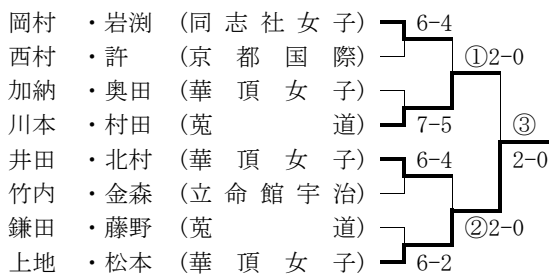 岡村・岩渕(同志社女子) 6-4
西村・許(京都国際) ①2-0
加納・奥田(華頂女子)
川本・村田(莵道) 7-5 ③
井田・北村(華頂女子) 6-4 2-0
竹内・金森(立命館宇治)
鎌田・藤野(莵道) ②2-0
上地・松本(華頂女子) 6-2